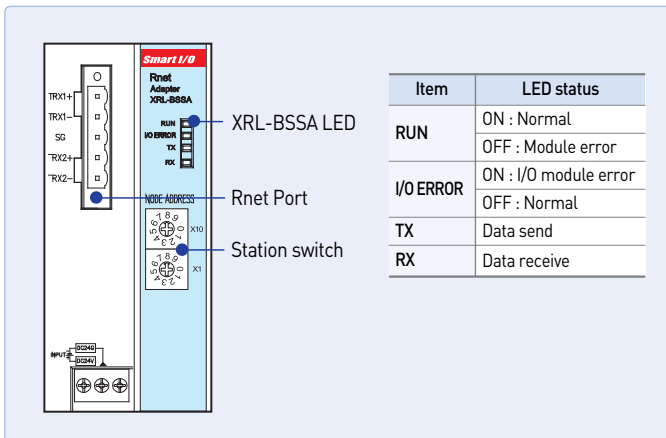 Smart I/O
Rnet
Adapter
XRL-BSSA
TRX1+
TRX1-
SG
TRX2+
TRX2-
RUN
I/O ERROR
TX
RX
XRL-BSSA LED
Rnet Port
NODE ADDRESS
X10
X1
Station switch
INPUT
DC24G
DC24V
Item LED status
RUN ON : Normal
OFF : Module error
I/O ERROR ON : I/O module error
OFF : Normal
TX Data send
RX Data receive